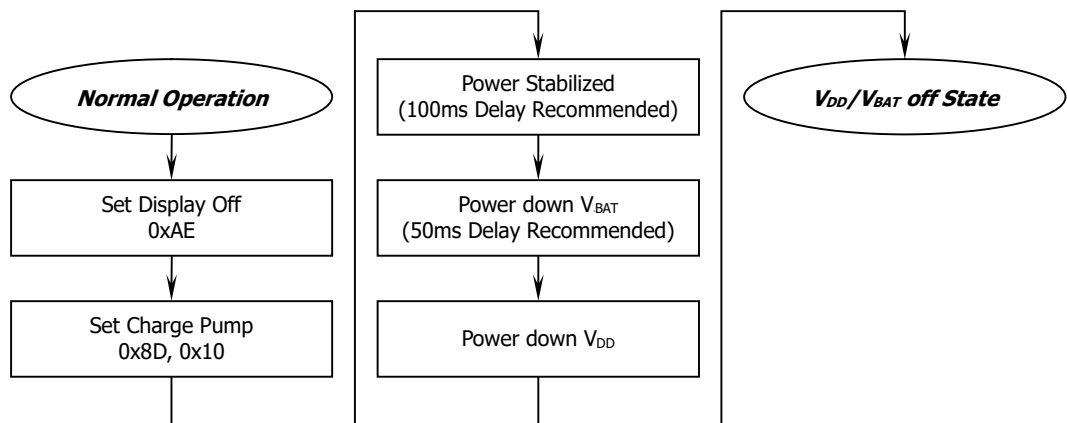 Normal Operation
Set Display Off
0xAE
Set Charge Pump
0x8D, 0x10
Power Stabilized
(100ms Delay Recommended)
Power down VBAT
(50ms Delay Recommended)
Power down VDD
VDD/VBAT off State